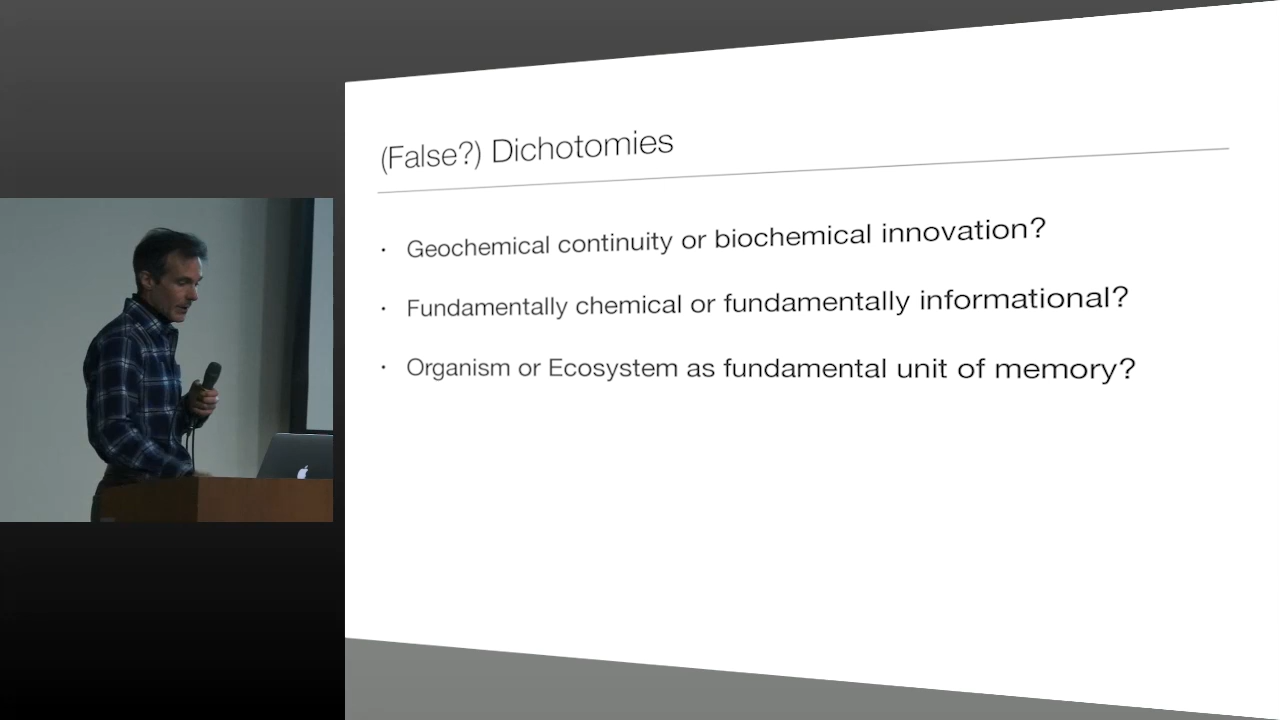 (False?) Dichotomies
· Geochemical continuity or biochemical innovation?
· Fundamentally chemical or fundamentally informational?
· Organism or Ecosystem as fundamental unit of memory?